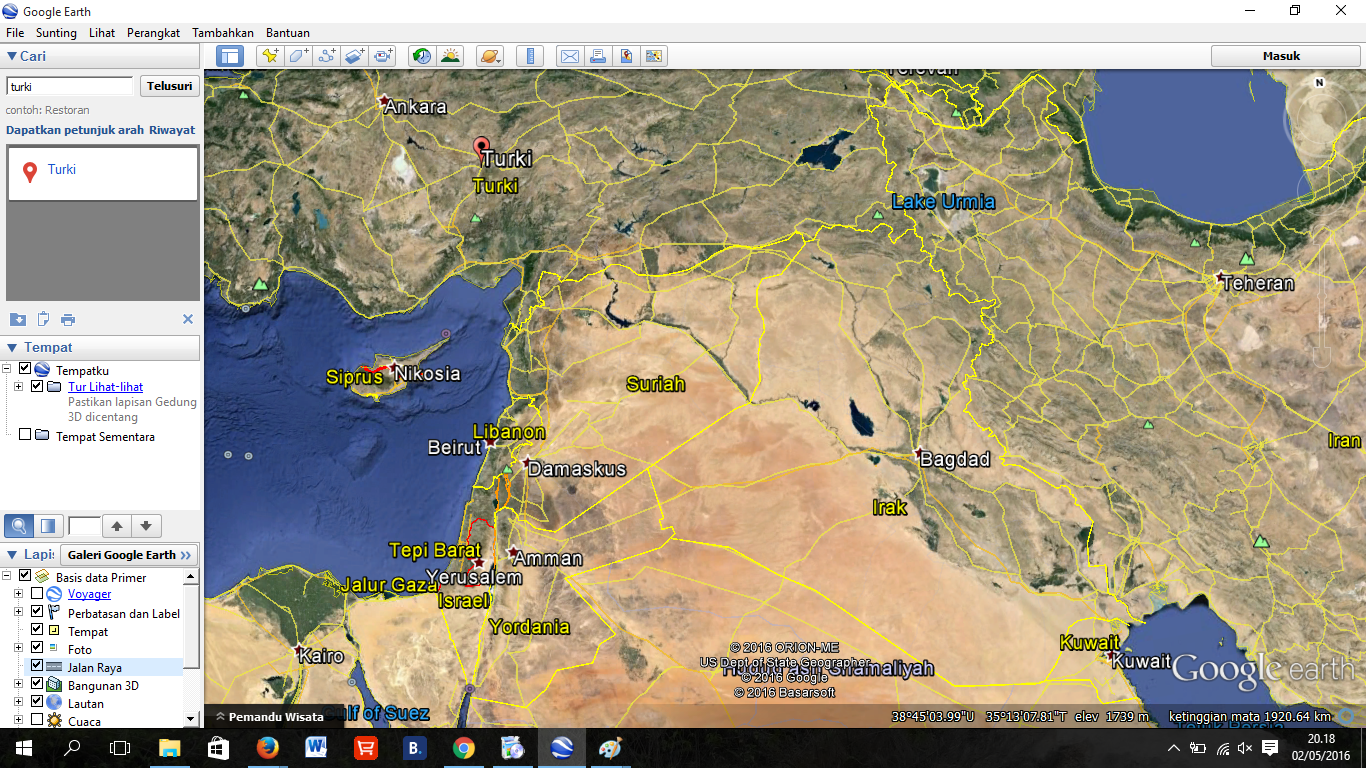 Google Earth
File Sunting Lihat Perangkat Tambahkan Bantuan
Cari
turki
Telusuri
contoh: Restoran
Dapatkan petunjuk arah Riwayat
Turki
Tempat
Tempatku
Tur Lihat-lihat
Pastikan lapisan Gedung
3D dicentang
Tempat Sementara
Lapis
Galeri Google Earth >>
Basis data Primer
Voyager
Perbatasan dan Label
Tempat
Foto
Jalan Raya
Bangunan 3D
Lautan
Cuaca
Masuk
N
Yerevan
Ankara
Turki
Turki
Lake Urmia
Teheran
Siprus
Nikosia
Suriah
Libanon
Beirut
Damaskus
Iran
Bagdad
Irak
Tepi Barat
Amman
Yerusalem
Jalur Gaza
Israel
Yordania
Kairo
Kuwait
Kuwait
© 2016 ORION-ME
US Dept of State Geographer
© 2016 Google
© 2016 Basarsoft
Google earth
Gulf of Suez
Pemandu Wisata
38°45'03.99"U 35°13'07.81"T elev 1739 m ketinggian mata 1920.64 km
W
B.
20.18
02/05/2016